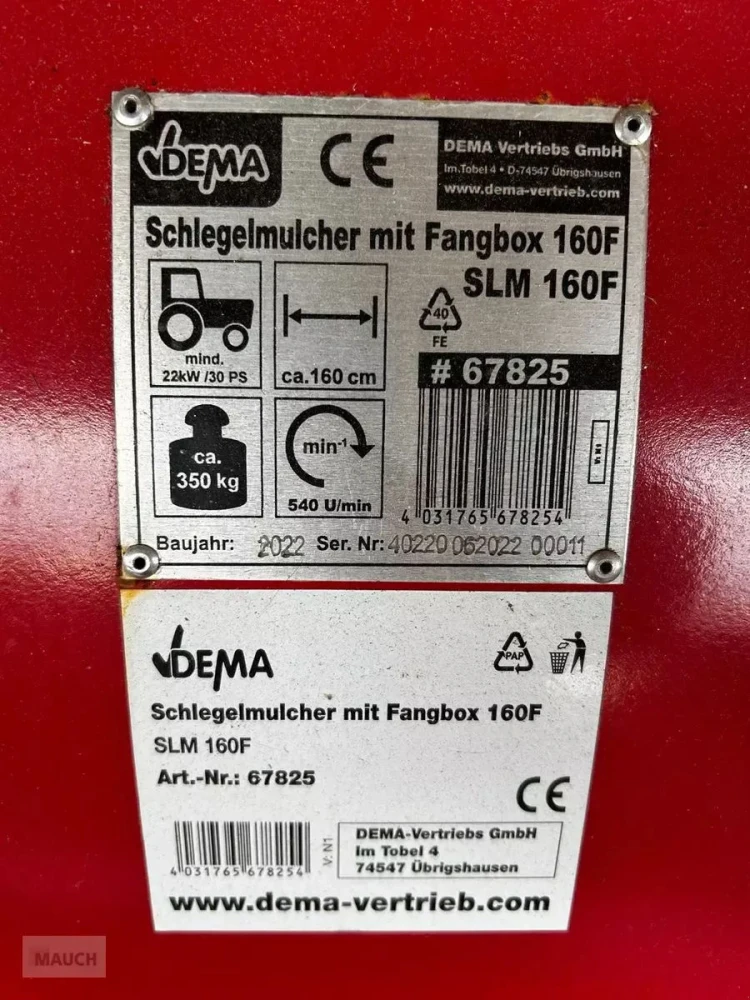 DEMA
CE
DEMA Vertriebs GmbH
Im Tobel 4 • D-74547 Übrigshausen
www.dema-vertrieb.com
Schlegelmulcher mit Fangbox 160F
SLM 160F
mind.
22kW /30 PS
ca.160 cm
40
FE
# 67825
ca.
350 kg
min-1
540 U/min
4 031765 678254
Baujahr: 2022 Ser. Nr: 40220 062022 00011
DEMA
PAP
Schlegelmulcher mit Fangbox 160F
SLM 160F
Art.-Nr.: 67825
CE
4 031765 678254
V: N1
DEMA-Vertriebs GmbH
Im Tobel 4
74547 Übrigshausen
www.dema-vertrieb.com
MAUCH